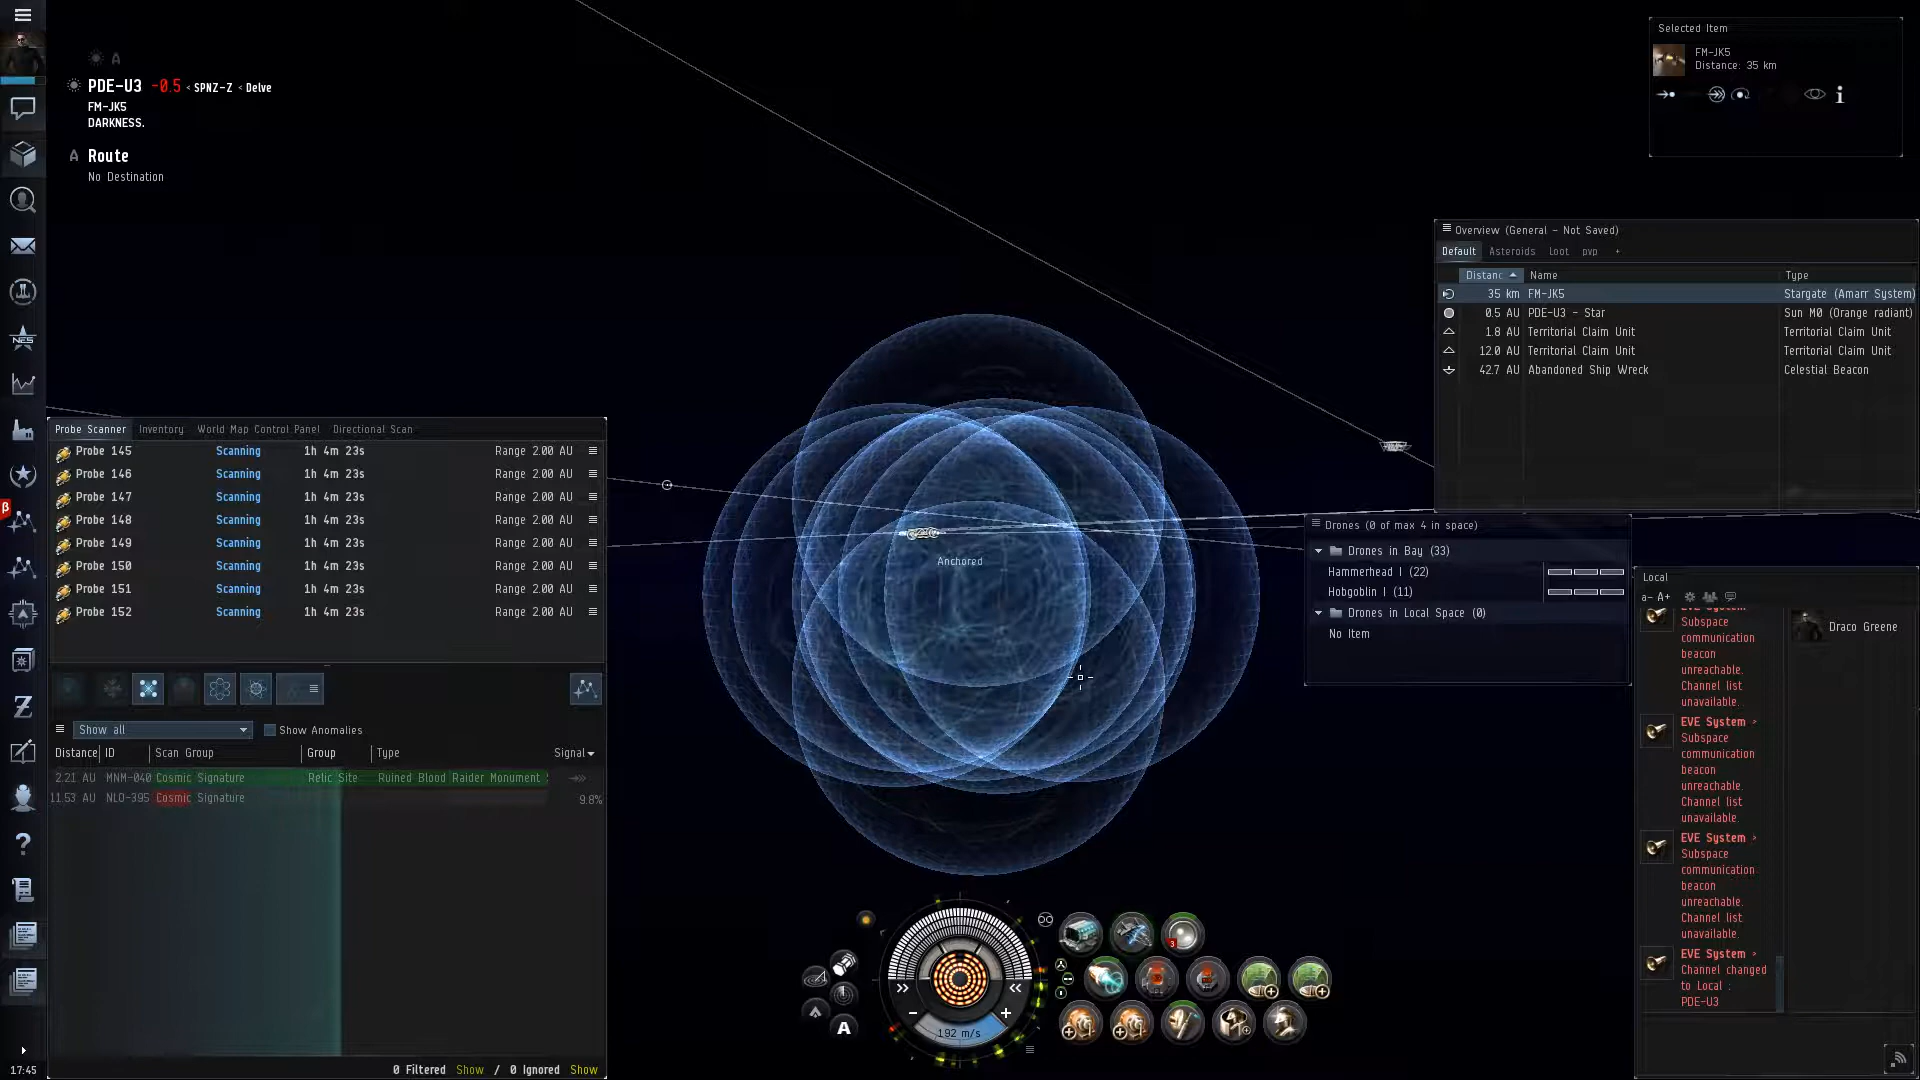 A
PDE-U3 -0.5 < SPNZ-Z < Delve
FM-JK5
DARKNESS.
A Route
No Destination
Selected Item
FM-JK5
Distance: 35 km
Overview (General - Not Saved)
Default Asteroids Loot pvp +
Distanc Name Type
35 km FM-JK5 Stargate (Amarr System)
0.5 AU PDE-U3 - Star Sun M0 (Orange radiant)
1.8 AU Territorial Claim Unit Territorial Claim Unit
12.0 AU Territorial Claim Unit Territorial Claim Unit
42.7 AU Abandoned Ship Wreck Celestial Beacon
Probe Scanner Inventory World Map Control Panel Directional Scan
Probe 145 Scanning 1h 4m 23s Range 2.00 AU
Probe 146 Scanning 1h 4m 23s Range 2.00 AU
Probe 147 Scanning 1h 4m 23s Range 2.00 AU
Probe 148 Scanning 1h 4m 23s Range 2.00 AU
Probe 149 Scanning 1h 4m 23s Range 2.00 AU
Probe 150 Scanning 1h 4m 23s Range 2.00 AU
Probe 151 Scanning 1h 4m 23s Range 2.00 AU
Probe 152 Scanning 1h 4m 23s Range 2.00 AU
Show all Show Anomalies
Distance ID Scan Group Group Type Signal
2.21 AU MNM-040 Cosmic Signature Relic Site Ruined Blood Raider Monument
11.53 AU NLO-395 Cosmic Signature 9.8%
0 Filtered Show / 0 Ignored Show
NES
β
Z
?
17:45
Anchored
Drones (0 of max 4 in space)
Drones in Bay (33)
Hammerhead I (22)
Hobgoblin I (11)
Drones in Local Space (0)
No Item
3
A
192 m/s
Local
a- A+
Draco Greene
EVE System
Subspace
communication
beacon
unreachable.
Channel list
unavailable.
EVE System >
Subspace
communication
beacon
unreachable.
Channel list
unavailable.
EVE System >
Subspace
communication
beacon
unreachable.
Channel list
unavailable.
EVE System >
Channel changed
to Local :
PDE-U3